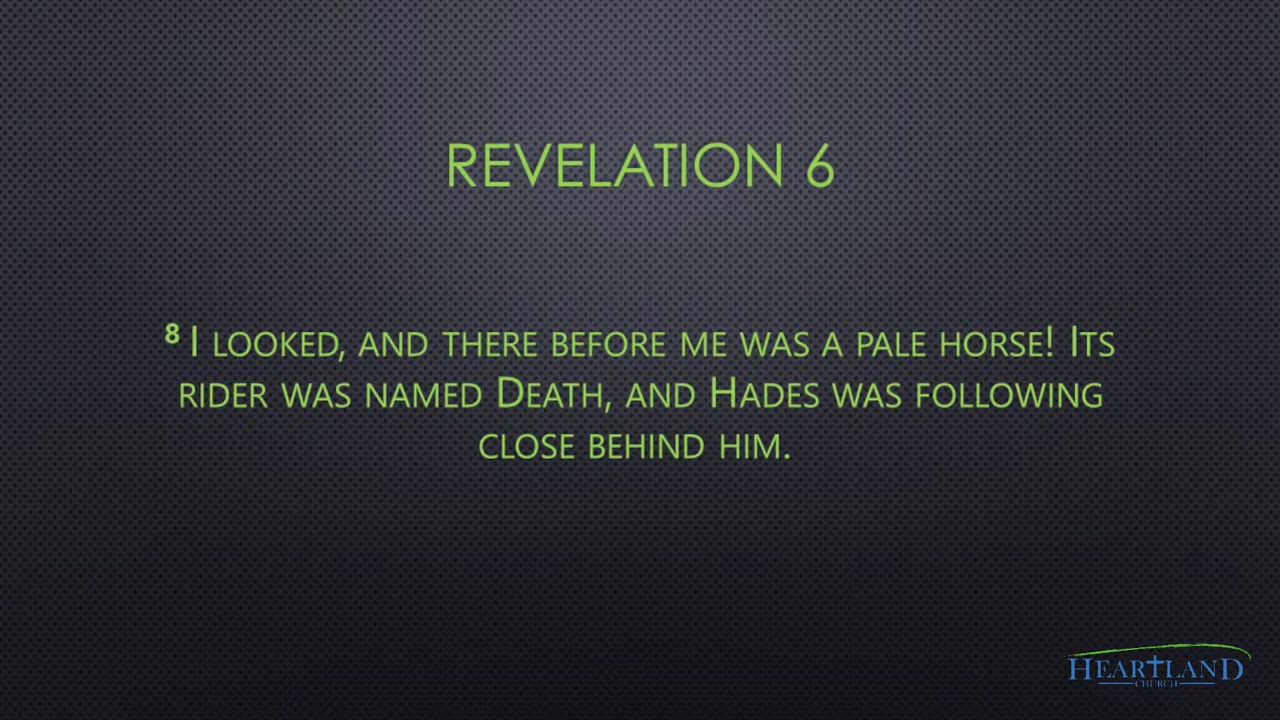 REVELATION 6
8 I LOOKED, AND THERE BEFORE ME WAS A PALE HORSE! ITS
RIDER WAS NAMED DEATH, AND HADES WAS FOLLOWING
CLOSE BEHIND HIM.
HEARTLAND
CHURCH